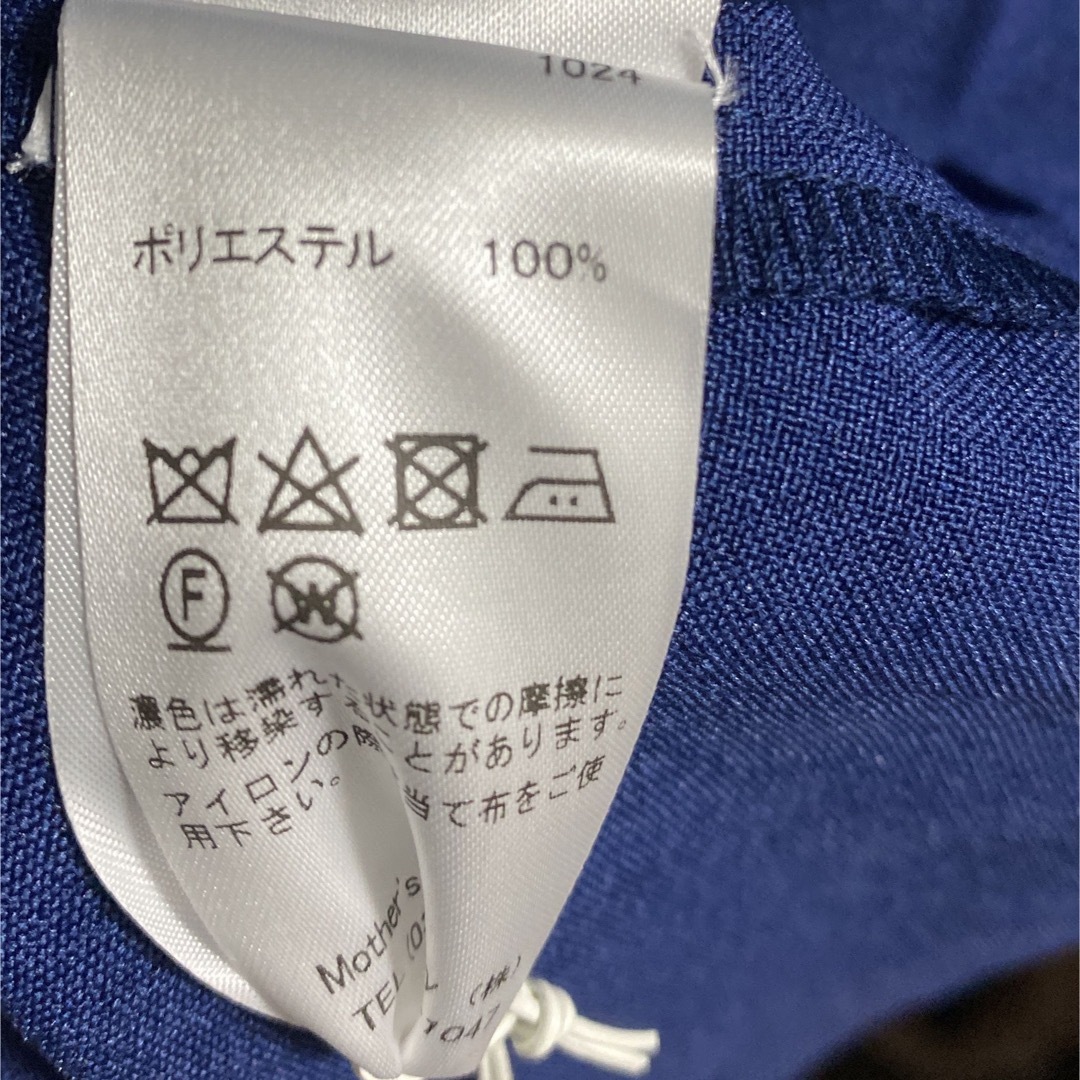 1024
ポリエステル 100%
F
W
濃色は濡れた状態での摩擦に
より移染することがあります。
アイロンの際 当て布をご使
用下さい。
Mother's
TEL (03
(株)
1047